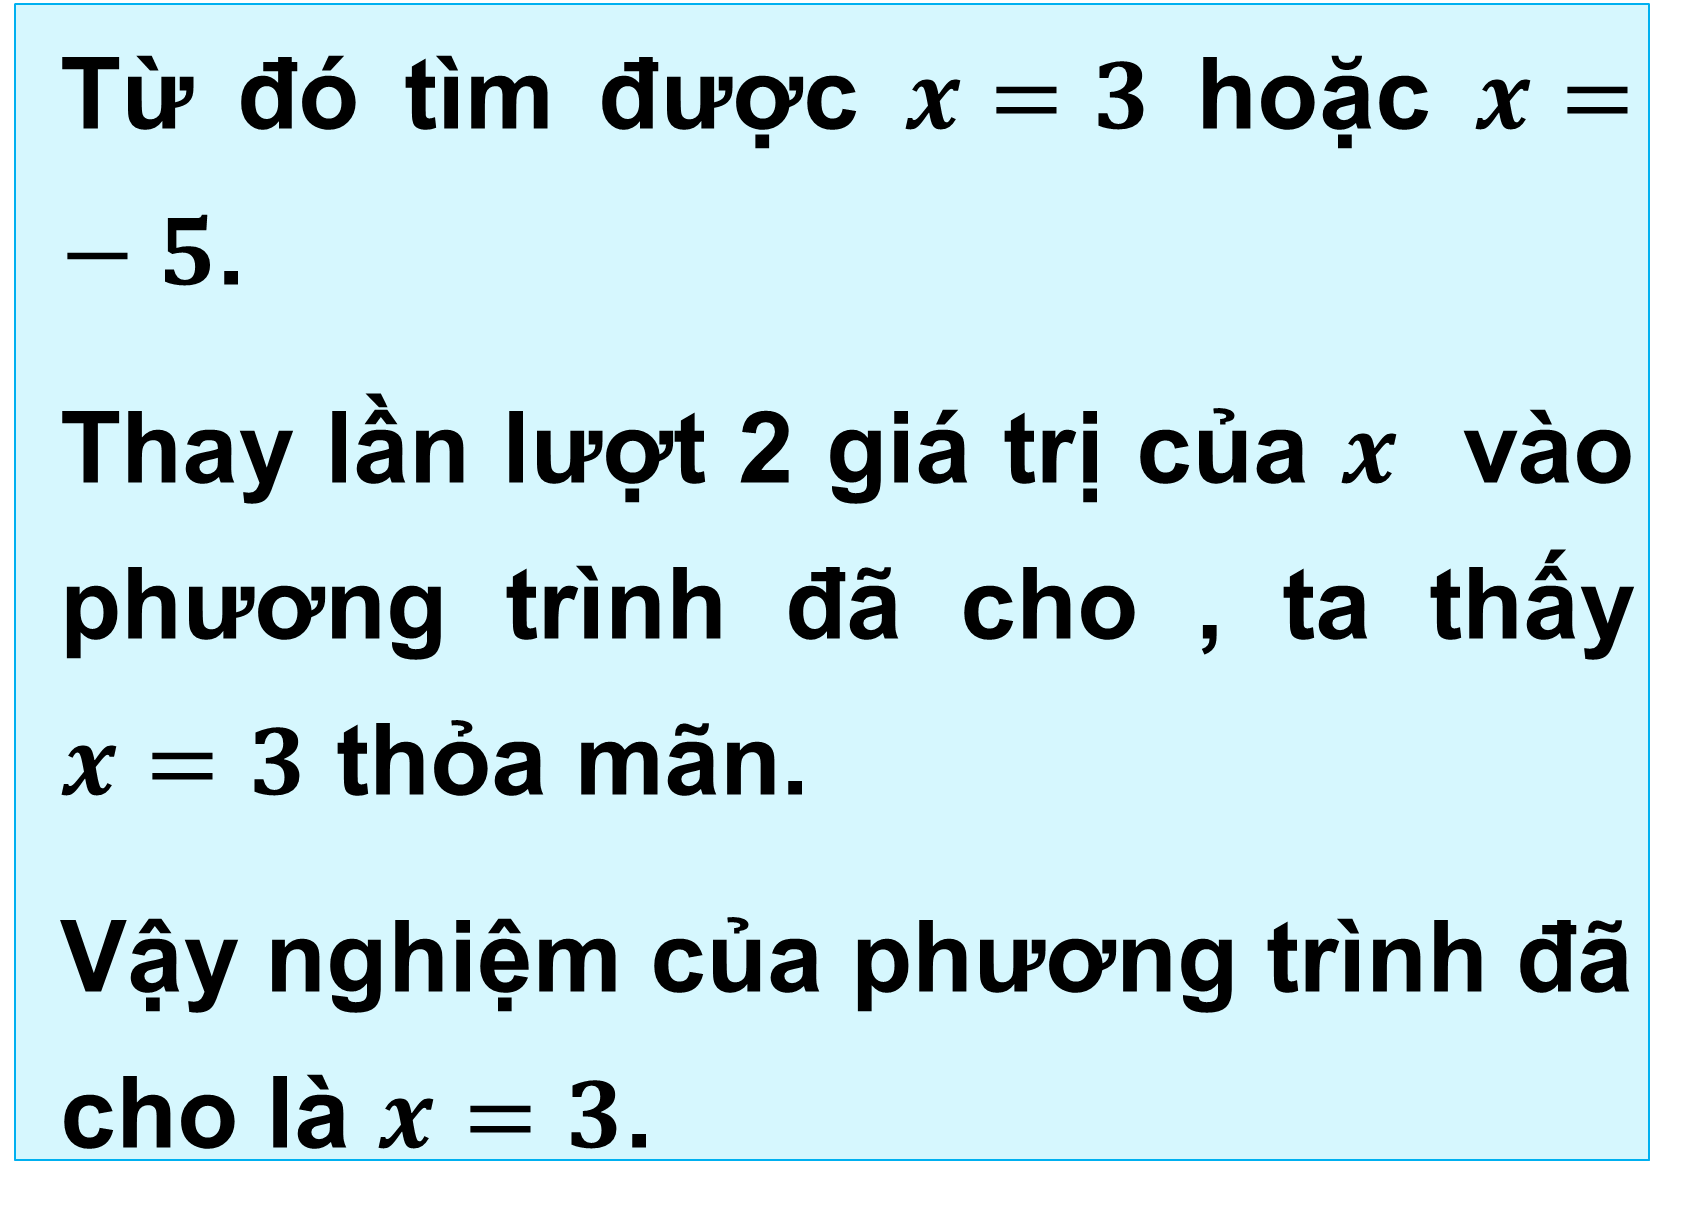 Từ đó tìm được x = 3 hoặc x =
− 5.
Thay lần lượt 2 giá trị của x vào
phương trình đã cho , ta thấy
x = 3 thỏa mãn.
Vậy nghiệm của phương trình đã
cho là x = 3.